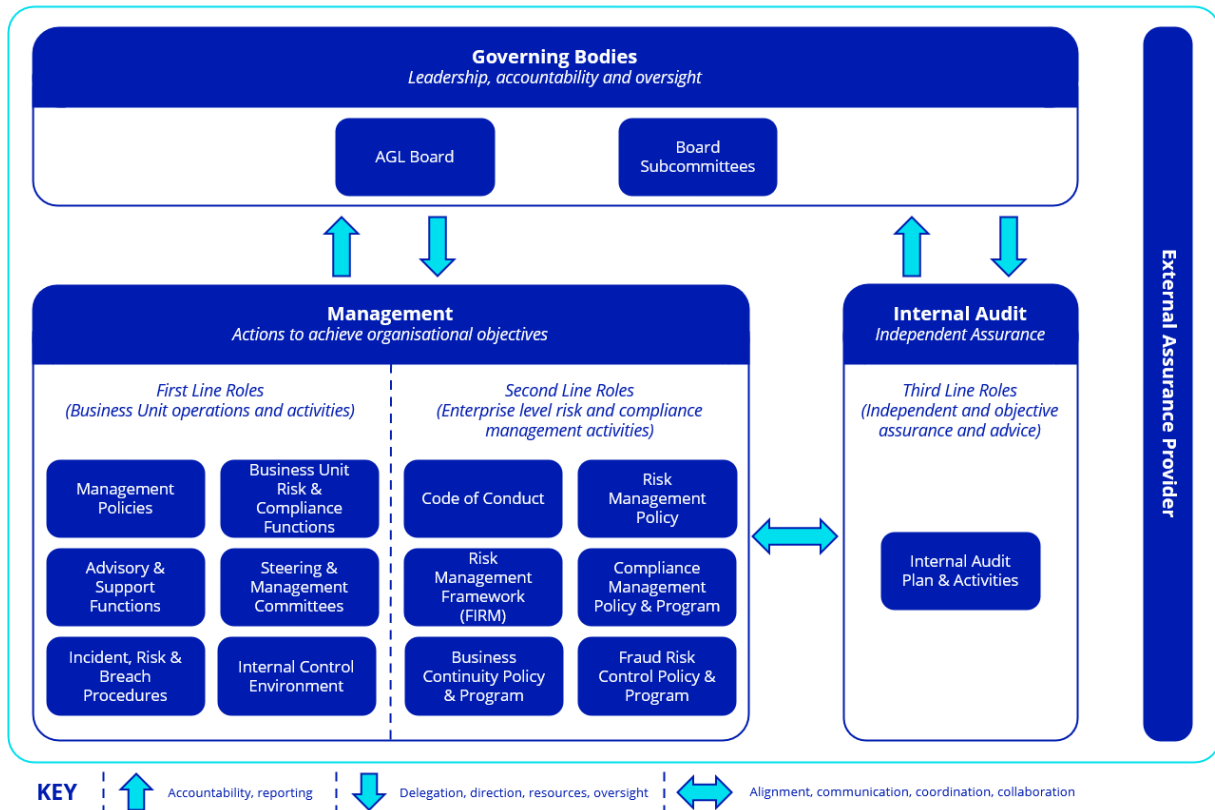 Governing Bodies
Leadership, accountability and oversight
AGL Board
Board
Subcommittees
External Assurance Provider
Management
Actions to achieve organisational objectives
First Line Roles
(Business Unit operations and activities)
Management
Policies
Business Unit
Risk &
Compliance
Functions
Advisory &
Support
Functions
Steering &
Management
Committees
Incident, Risk &
Breach
Procedures
Internal Control
Environment
Second Line Roles
(Enterprise level risk and compliance
management activities)
Code of Conduct
Risk
Management
Policy
Risk
Management
Framework
(FIRM)
Compliance
Management
Policy & Program
Business
Continuity Policy
& Program
Fraud Risk
Control Policy &
Program
Internal Audit
Independent Assurance
Third Line Roles
(Independent and objective
assurance and advice)
Internal Audit
Plan & Activities
KEY
Accountability, reporting
Delegation, direction, resources, oversight
Alignment, communication, coordination, collaboration